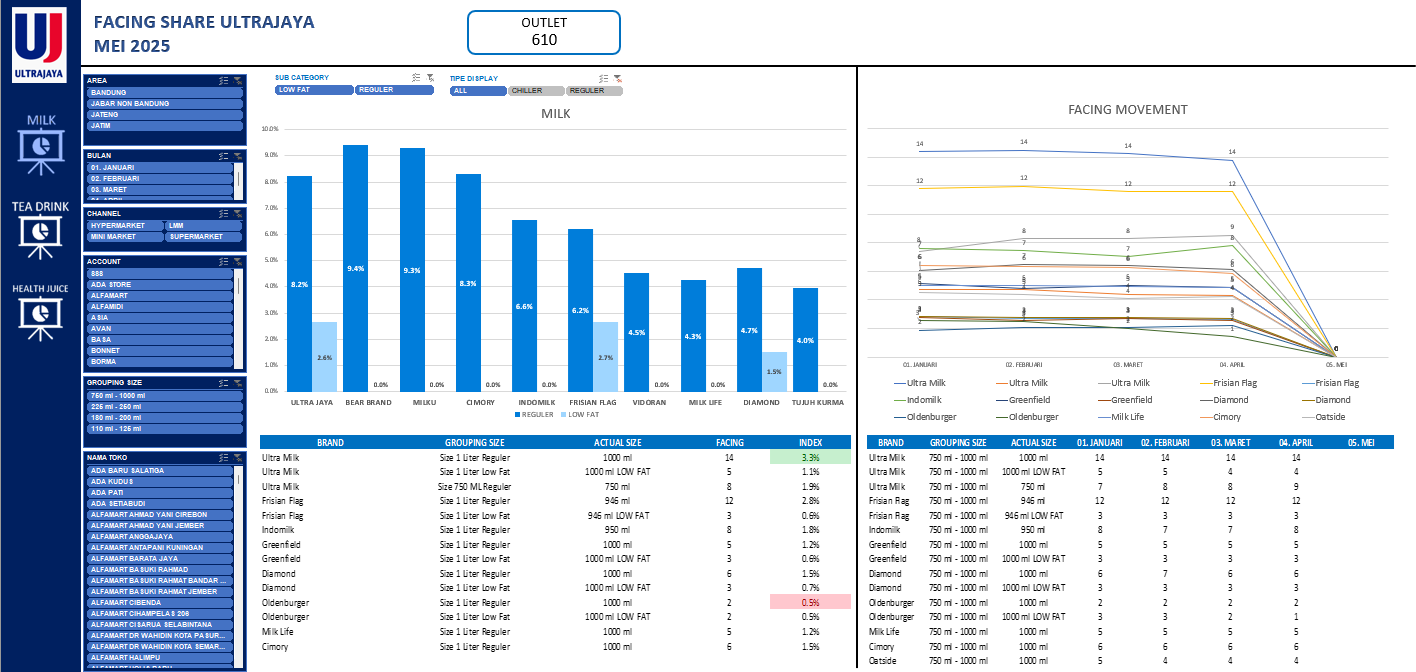 UJ
ULTRAJAYA
FACING SHARE ULTRAJAYA
MEI 2025
OUTLET
610
MILK
TEA DRINK
HEALTH JUICE
AREA
BANDUNG
JABAR NON BANDUNG
JATENG
JATIM
BULAN
01. JANUARI
02. FEBRUARI
03. MARET
CHANNEL
HYPERMARKET LMM
MINI MARKET SUPERMARKET
ACCOUNT
888
ADA STORE
ALFAMART
ALFAMIDI
ASIA
AVAN
BASA
BONNET
BORMA
GROUPING SIZE
750 ml - 1000 ml
225 ml - 250 ml
180 ml - 200 ml
110 ml - 125 ml
NAMA TOKO
ADA BARU SALATIGA
ADA KUDUS
ADA PATI
ADA SETIABUDI
ALFAMART AHMAD YANI CIREBON
ALFAMART AHMAD YANI JEMBER
ALFAMART ANGGAJAYA
ALFAMART ANTAPANI KUNINGAN
ALFAMART BARATA JAYA
ALFAMART BASUKI RAHMAD
ALFAMART BASUKI RAHMAT BANDAR ...
ALFAMART BASUKI RAHMAT JEMBER
ALFAMART CIBENDA
ALFAMART CIHAMPELAS 206
ALFAMART CISARUA SELABINTANA
ALFAMART DR WAHIDIN KOTA PASUR...
ALFAMART DR WAHIDIN KOTA SEMAR...
ALFAMART HALIMPU
SUB CATEGORY
LOW FAT REGULER
TIPE DISPLAY
ALL CHILLER REGULER
MILK
10.0%
9.0%
8.0%
7.0%
6.0%
5.0%
4.0%
3.0%
2.0%
1.0%
0.0%
8.2% 2.6% 9.4% 0.0% 9.3% 0.0% 8.3% 0.0% 6.6% 0.0% 6.2% 2.7% 4.5% 0.0% 4.3% 0.0% 4.7% 1.5% 4.0% 0.0%
ULTRA JAYA BEAR BRAND MILKU CIMORY INDOMILK FRISIAN FLAG VIDORAN MILK LIFE DIAMOND TUJUH KURMA
REGULER LOW FAT
BRAND GROUPING SIZE ACTUAL SIZE FACING INDEX
Ultra Milk Size 1 Liter Reguler 1000 ml 14 3.3%
Ultra Milk Size 1 Liter Low Fat 1000 ml LOW FAT 5 1.1%
Ultra Milk Size 750 ML Reguler 750 ml 8 1.9%
Frisian Flag Size 1 Liter Reguler 946 ml 12 2.8%
Frisian Flag Size 1 Liter Low Fat 946 ml LOW FAT 3 0.6%
Indomilk Size 1 Liter Reguler 950 ml 8 1.8%
Greenfield Size 1 Liter Reguler 1000 ml 5 1.2%
Greenfield Size 1 Liter Low Fat 1000 ml LOW FAT 3 0.6%
Diamond Size 1 Liter Reguler 1000 ml 6 1.5%
Diamond Size 1 Liter Low Fat 1000 ml LOW FAT 3 0.7%
Oldenburger Size 1 Liter Reguler 1000 ml 2 0.5%
Oldenburger Size 1 Liter Low Fat 1000 ml LOW FAT 2 0.5%
Milk Life Size 1 Liter Reguler 1000 ml 5 1.2%
Cimory Size 1 Liter Reguler 1000 ml 6 1.5%
FACING MOVEMENT
14 14 14 14
12 12 12 12
01. JANUARI 02. FEBRUARI 03. MARET 04. APRIL 05. MEI
Ultra Milk Ultra Milk Ultra Milk Frisian Flag Frisian Flag
Indomilk Greenfield Greenfield Diamond Diamond
Oldenburger Oldenburger Milk Life Cimory Oatside
BRAND GROUPING SIZE ACTUAL SIZE 01. JANUARI 02. FEBRUARI 03. MARET 04. APRIL 05. MEI
Ultra Milk 750 ml - 1000 ml 1000 ml 14 14 14 14
Ultra Milk 750 ml - 1000 ml 1000 ml LOW FAT 5 5 4 4
Ultra Milk 750 ml - 1000 ml 750 ml 7 8 8 9
Frisian Flag 750 ml - 1000 ml 946 ml 12 12 12 12
Frisian Flag 750 ml - 1000 ml 946 ml LOW FAT 3 3 3 3
Indomilk 750 ml - 1000 ml 950 ml 8 7 7 8
Greenfield 750 ml - 1000 ml 1000 ml 5 5 5 5
Greenfield 750 ml - 1000 ml 1000 ml LOW FAT 3 3 3 3
Diamond 750 ml - 1000 ml 1000 ml 6 7 6 6
Diamond 750 ml - 1000 ml 1000 ml LOW FAT 3 3 3 3
Oldenburger 750 ml - 1000 ml 1000 ml 2 2 2 2
Oldenburger 750 ml - 1000 ml 1000 ml LOW FAT 3 3 2 1
Milk Life 750 ml - 1000 ml 1000 ml 5 5 5 5
Cimory 750 ml - 1000 ml 1000 ml 6 6 6 6
Oatside 750 ml - 1000 ml 1000 ml 5 4 4 4